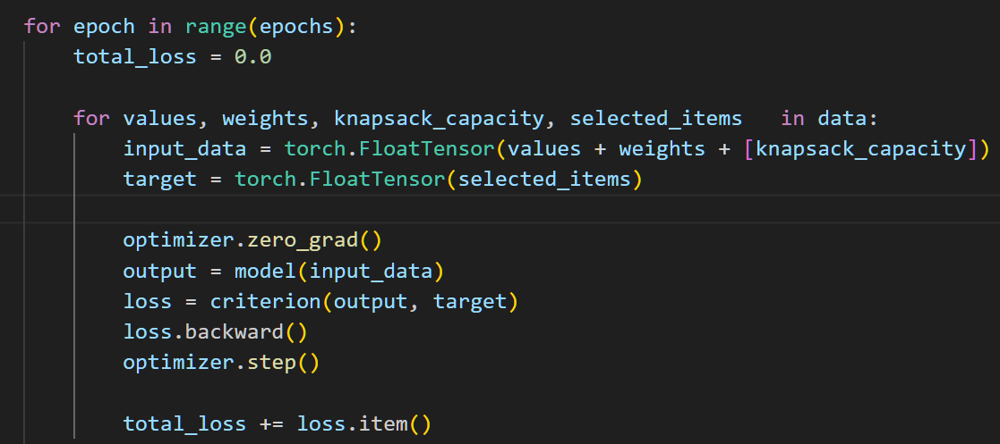 for epoch in range(epochs):
    total_loss = 0.0
    for values, weights, knapsack_capacity, selected_items   in data:
        input_data = torch.FloatTensor(values + weights + [knapsack_capacity])
        target = torch.FloatTensor(selected_items)
        optimizer.zero_grad()
        output = model(input_data)
        loss = criterion(output, target)
        loss.backward()
        optimizer.step()
        total_loss += loss.item()